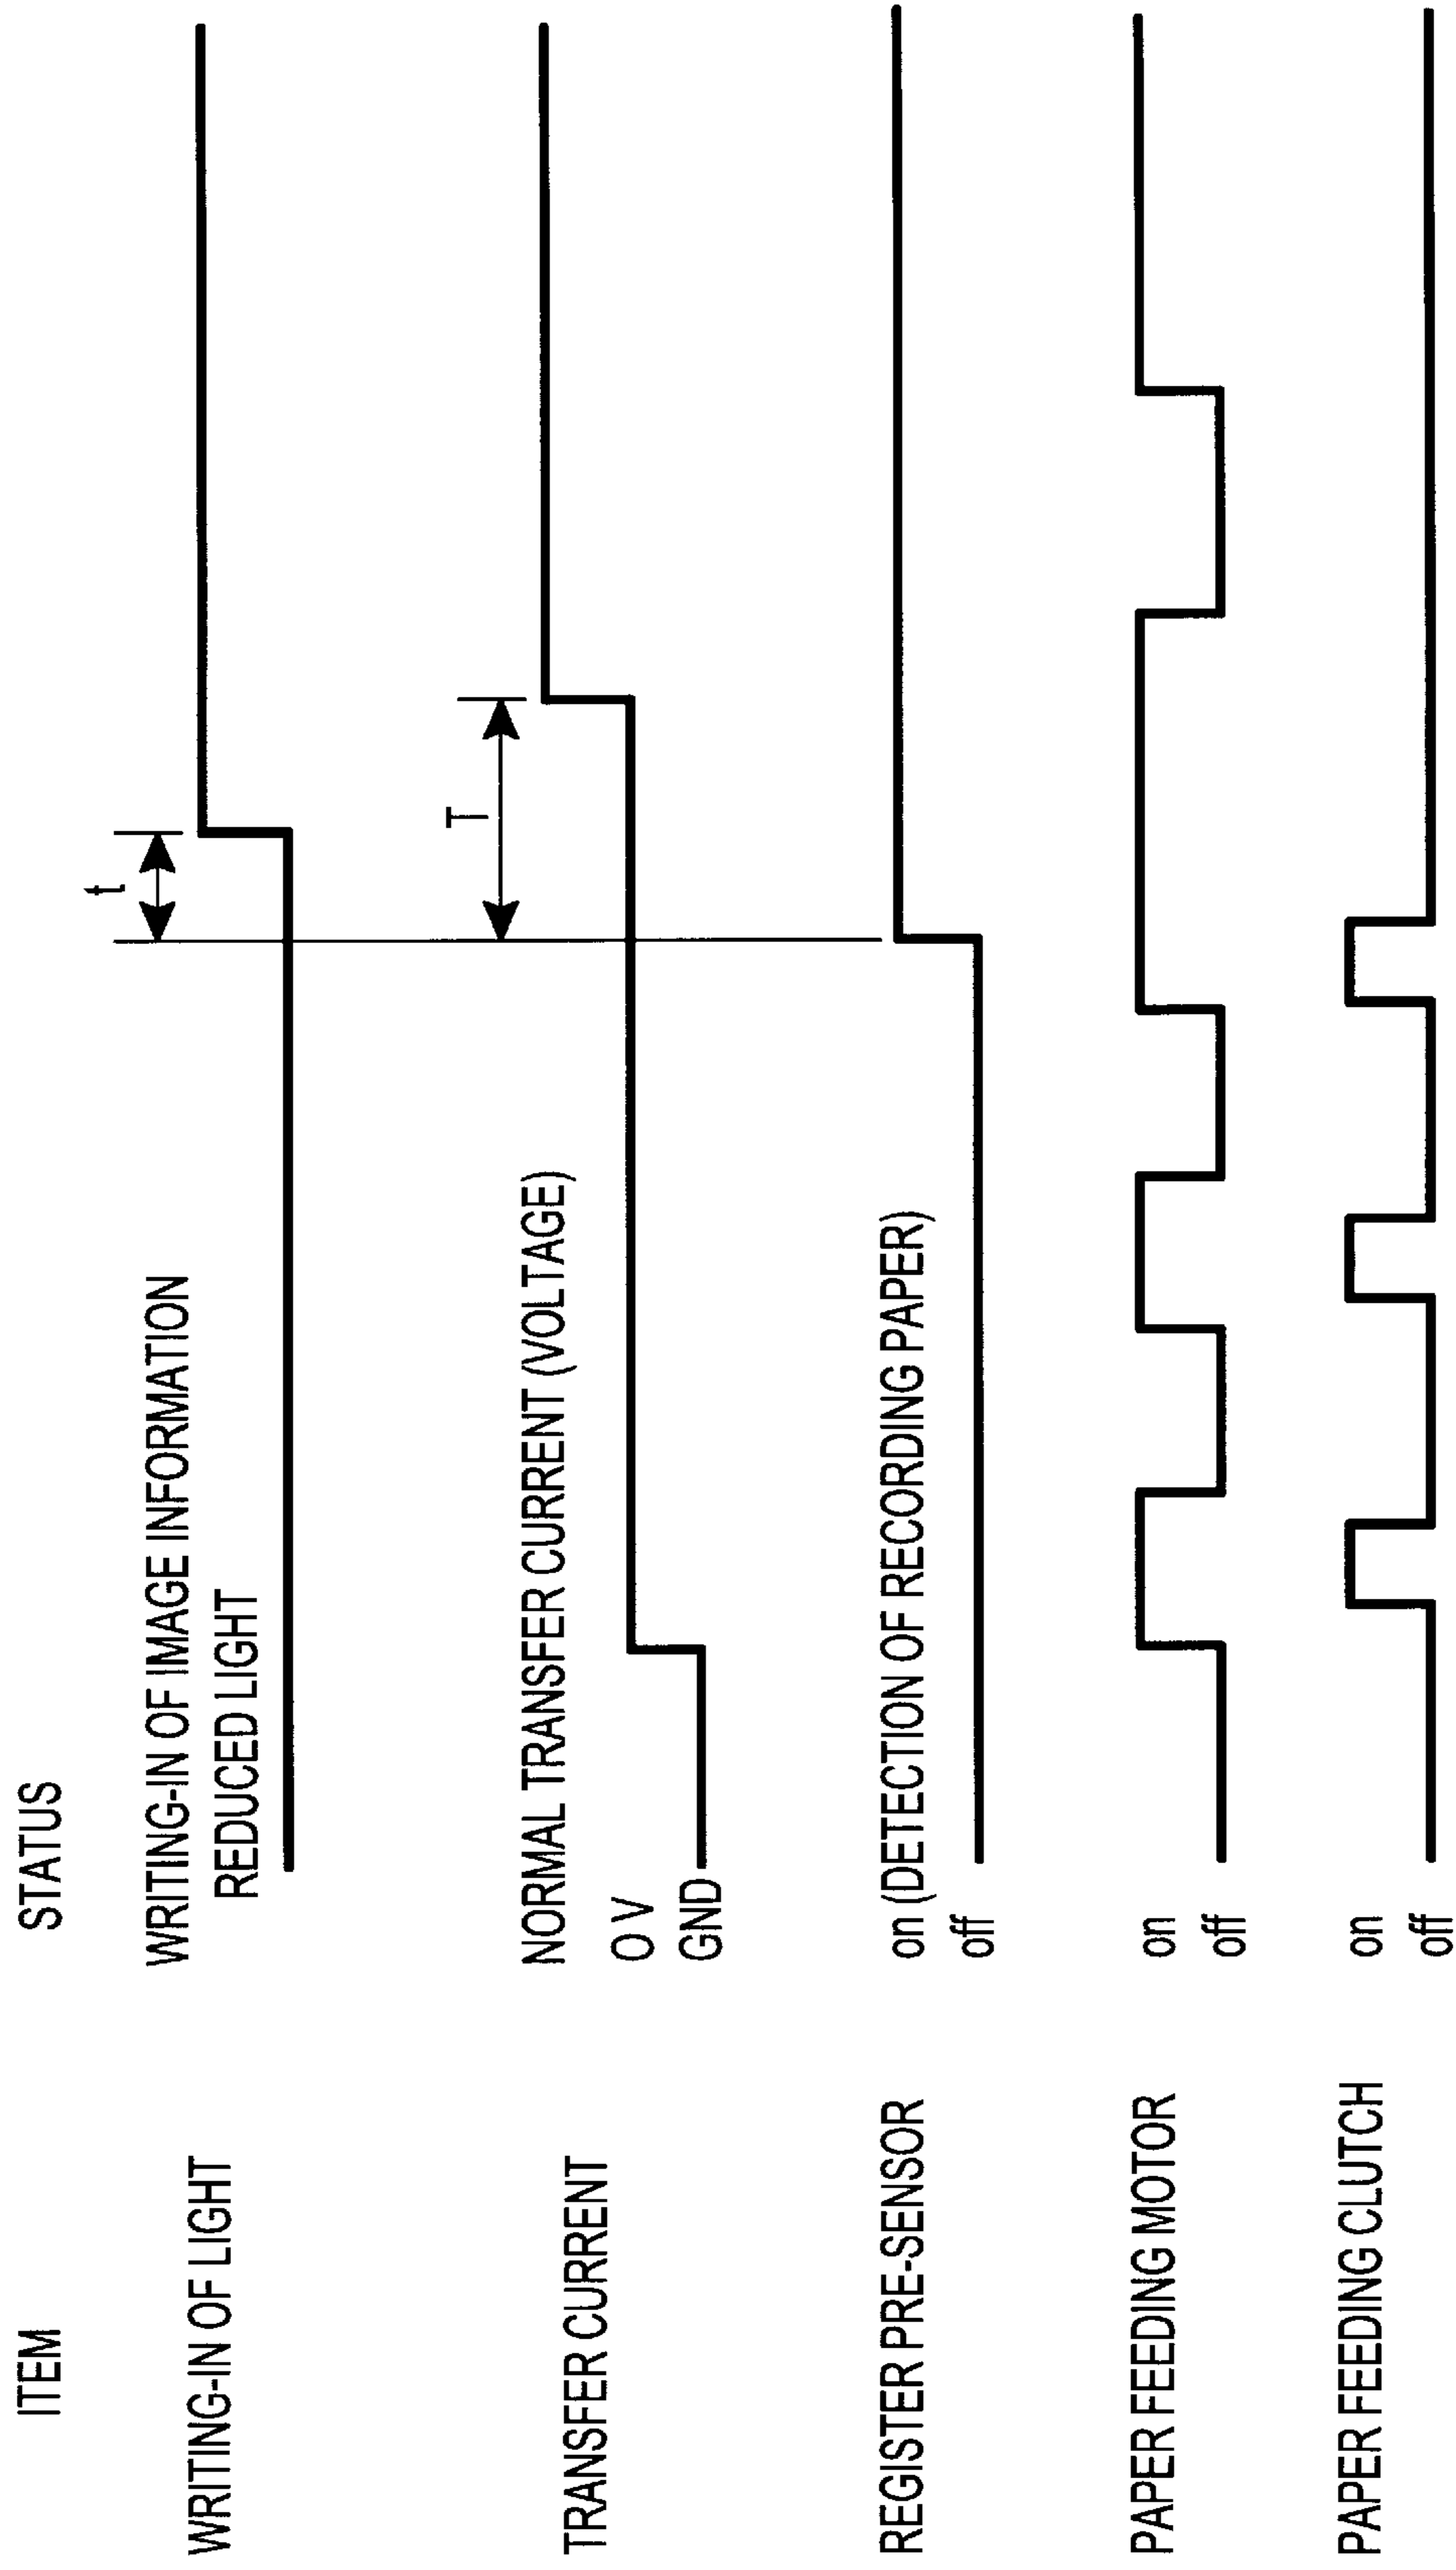 ITEM STATUS
WRITING-IN OF LIGHT
WRITING-IN OF IMAGE INFORMATION
REDUCED LIGHT
t
TRANSFER CURRENT
NORMAL TRANSFER CURRENT (VOLTAGE)
O V
GND
T
REGISTER PRE-SENSOR
on (DETECTION OF RECORDING PAPER)
off
PAPER FEEDING MOTOR
on
off
PAPER FEEDING CLUTCH
on
off